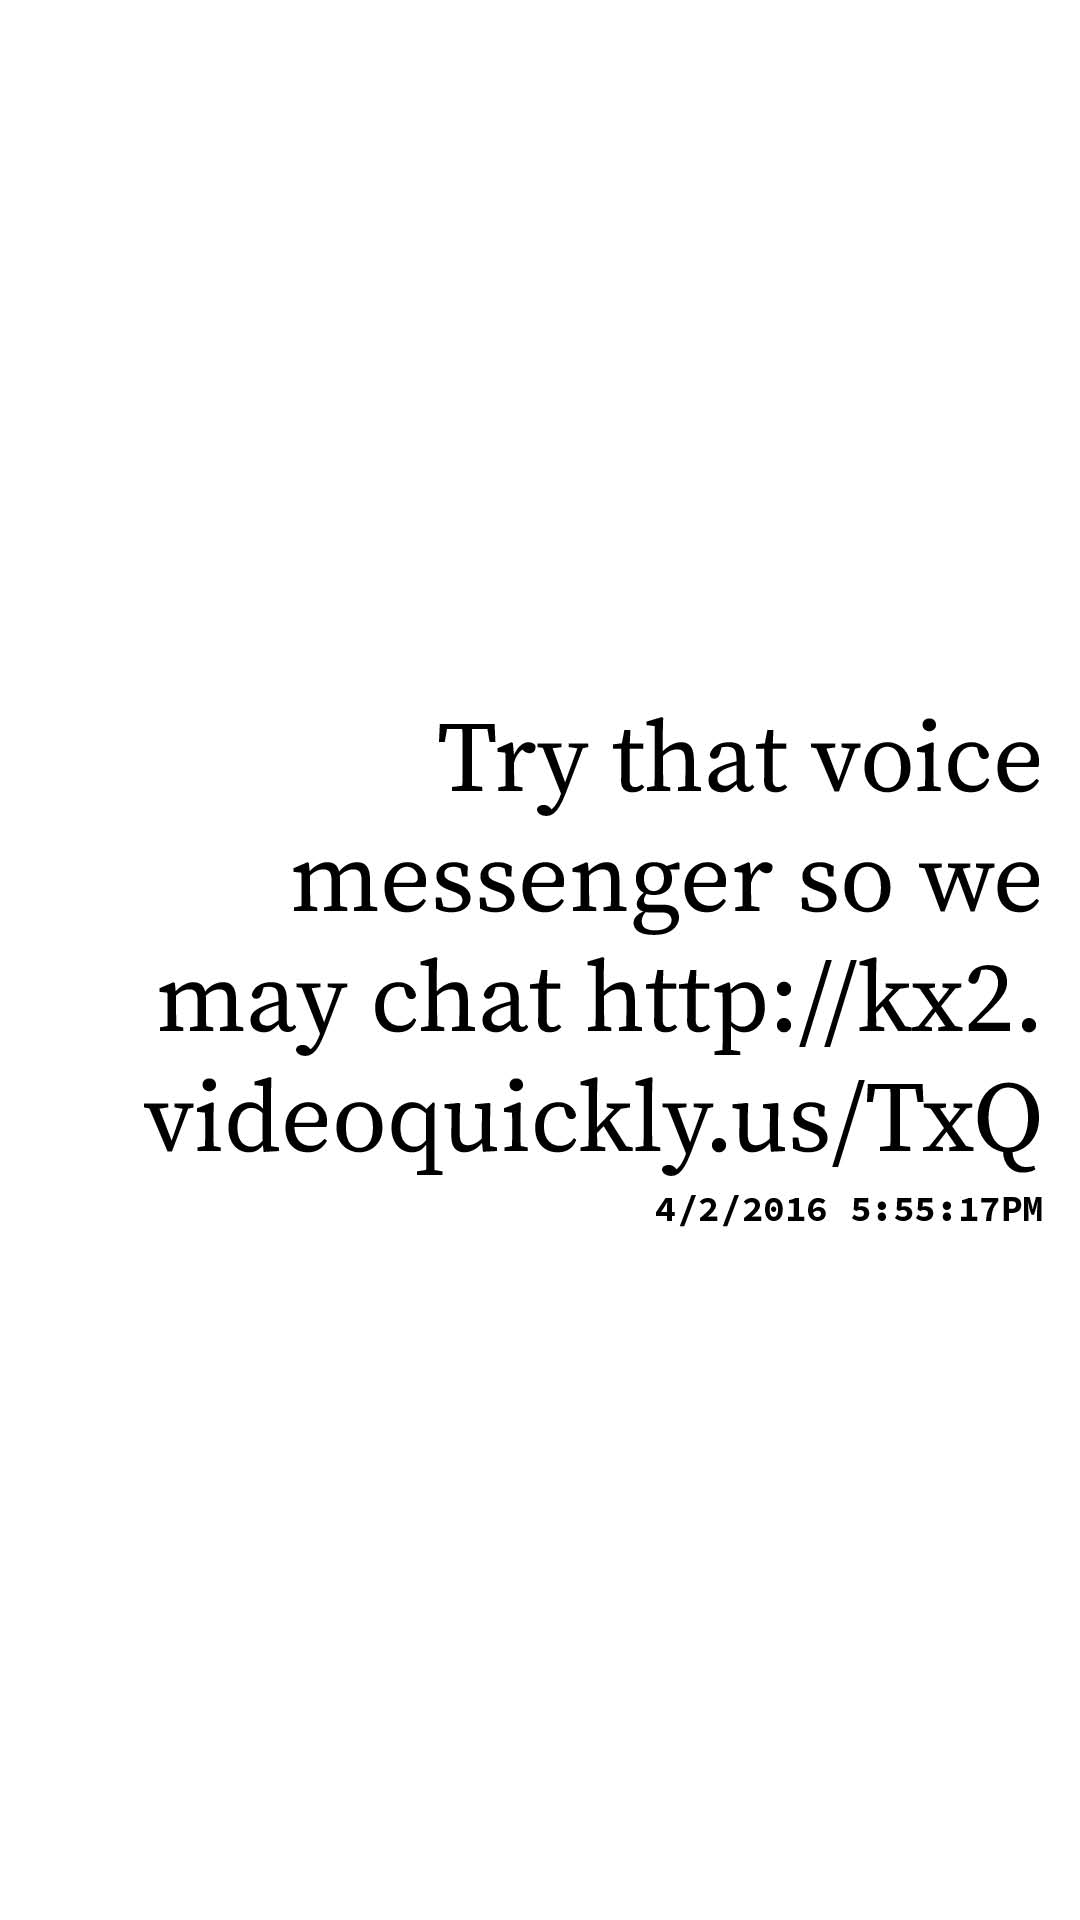 Try that voice
messenger so we
may chat http://kx2.
videoquickly.us/TxQ
4/2/2016 5:55:17PM